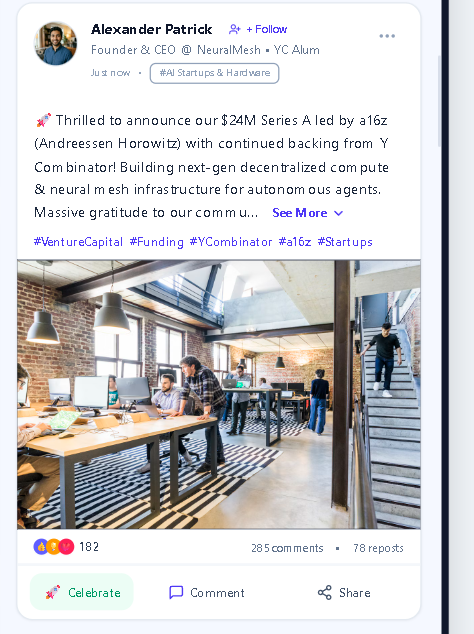 Alexander Patrick + Follow
Founder & CEO @ NeuralMesh • YC Alum
Just now • #AI Startups & Hardware
🚀 Thrilled to announce our $24M Series A led by a16z
(Andreessen Horowitz) with continued backing from Y
Combinator! Building next-gen decentralized compute
& neural mesh infrastructure for autonomous agents.
Massive gratitude to our commu... See More
#VentureCapital #Funding #YCombinator #a16z #Startups
182 285 comments • 78 reposts
🚀 Celebrate Comment Share